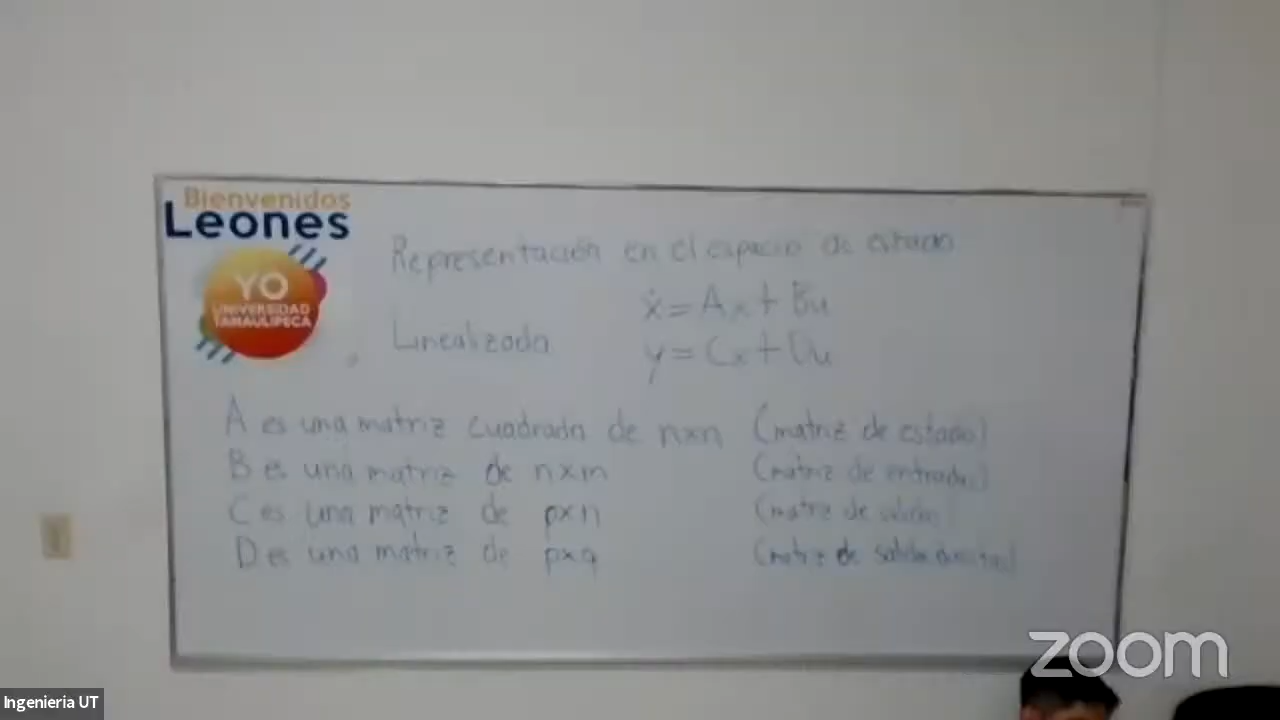 Bienvenidos
Leones
YO
UNIVERSIDAD
TAMAULIPECA
Representación en el espacio de estado
Linealizada
ẋ = Ax + Bu
y = Cx + Du
A es una matriz cuadrada de nxn (matriz de estado)
B es una matriz de nxm (matriz de entradas)
C es una matriz de pxn (matriz de salida)
D es una matriz de pxq (matriz de salida
zoom
Ingenieria UT